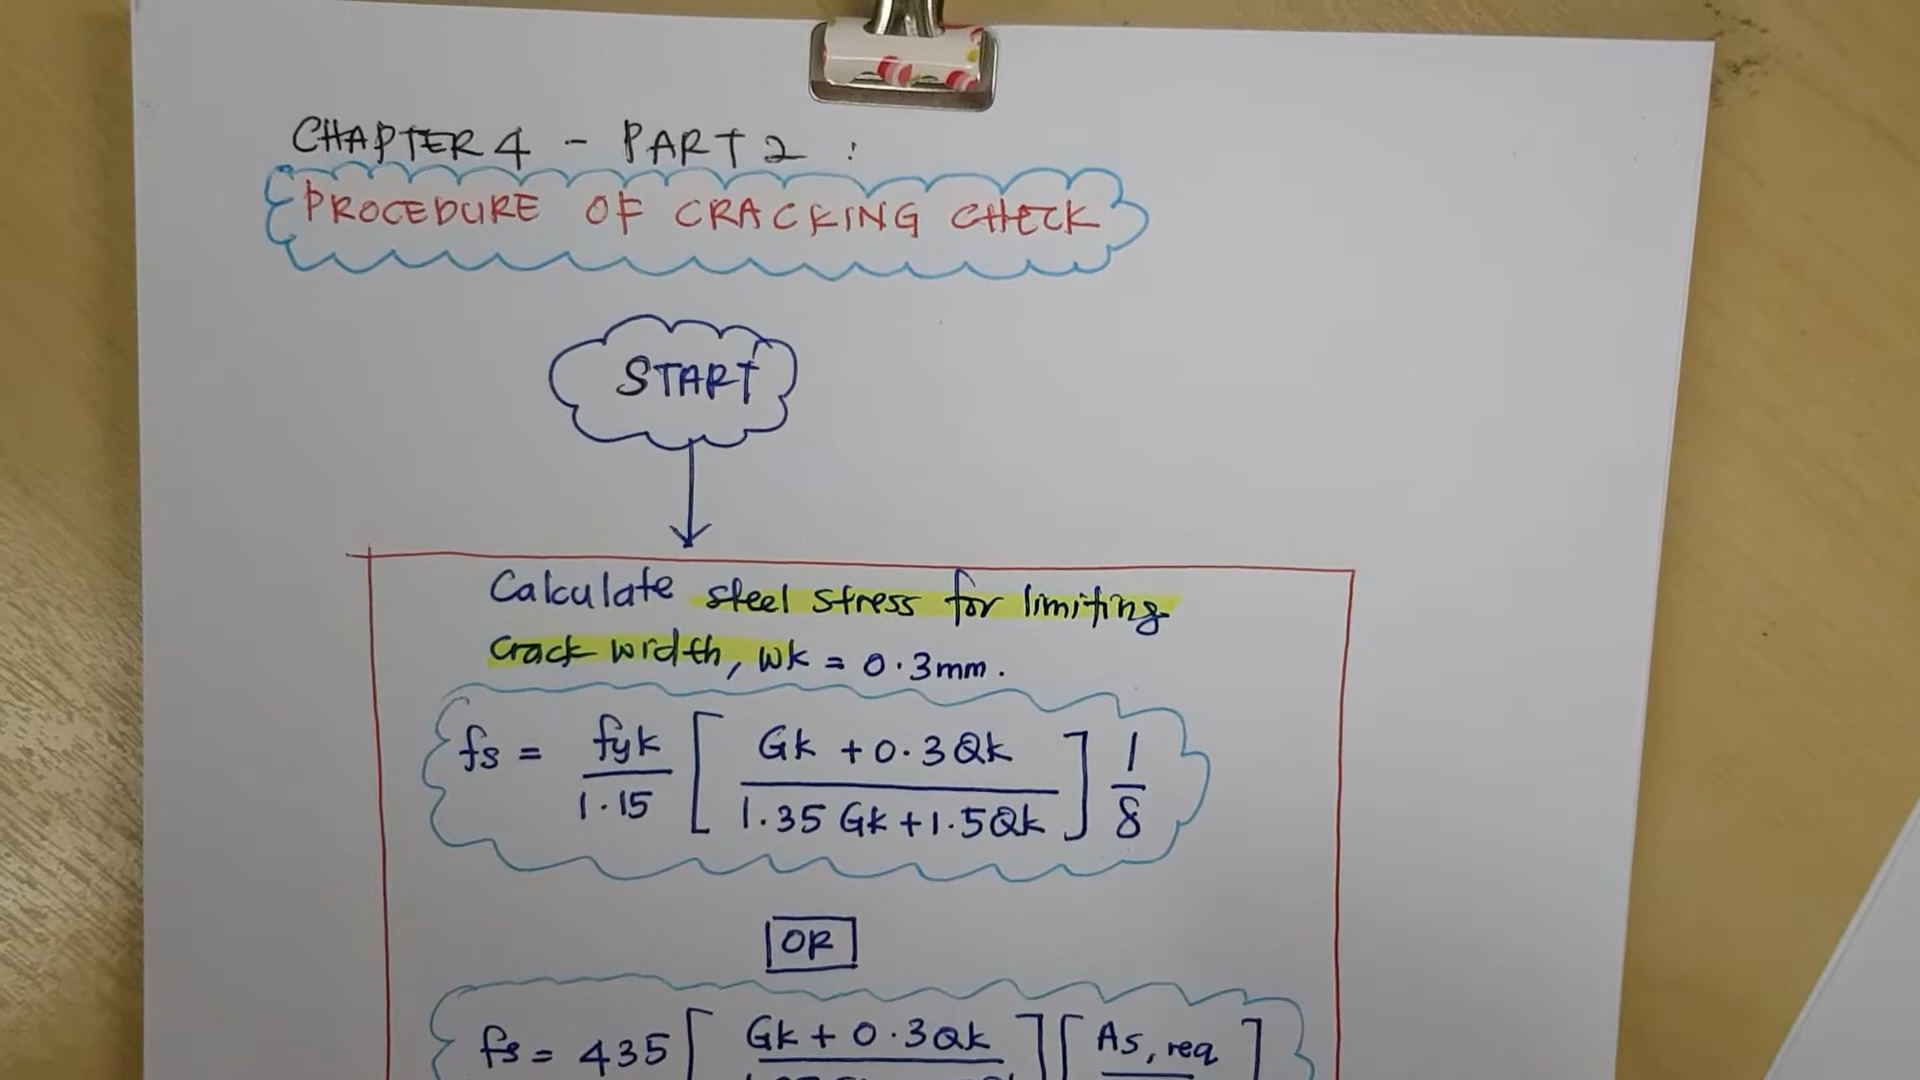 CHAPTER 4 - PART 2 :
PROCEDURE OF CRACKING CHECK
START
Calculate steel stress for limiting
crack width, wk = 0.3mm.
fs = fyk / 1.15 [ Gk + 0.3Qk / 1.35 Gk + 1.5Qk ] 1 / δ
OR
fs = 435 [ Gk + 0.3Qk ] [ As, req ]